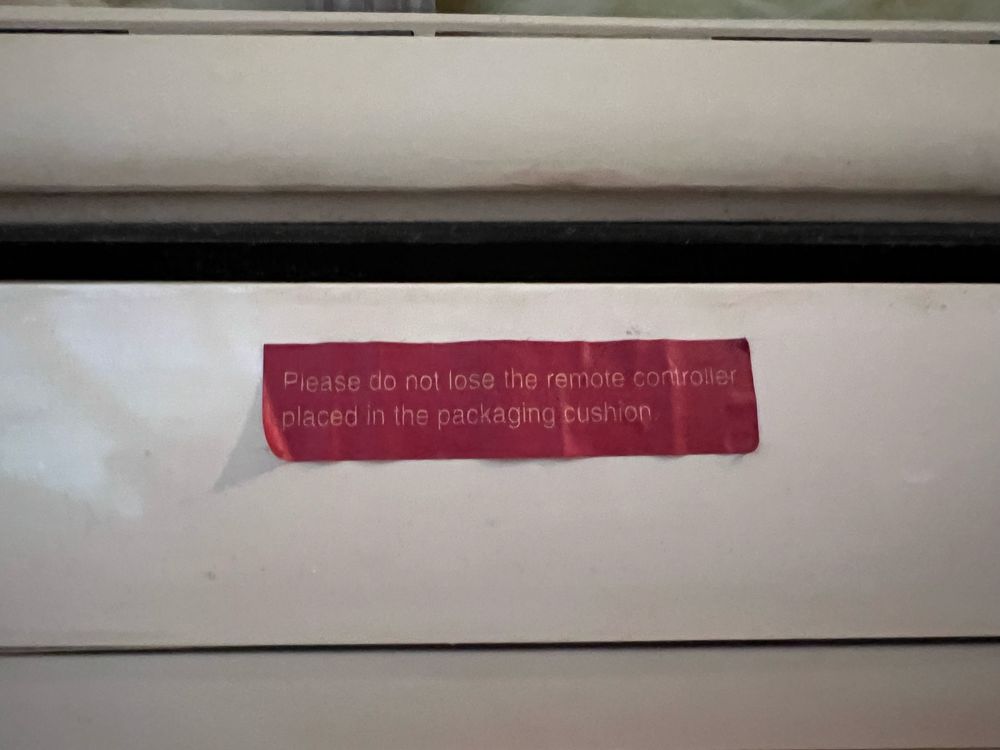 Please do not lose the remote controller
placed in the packaging cushion.